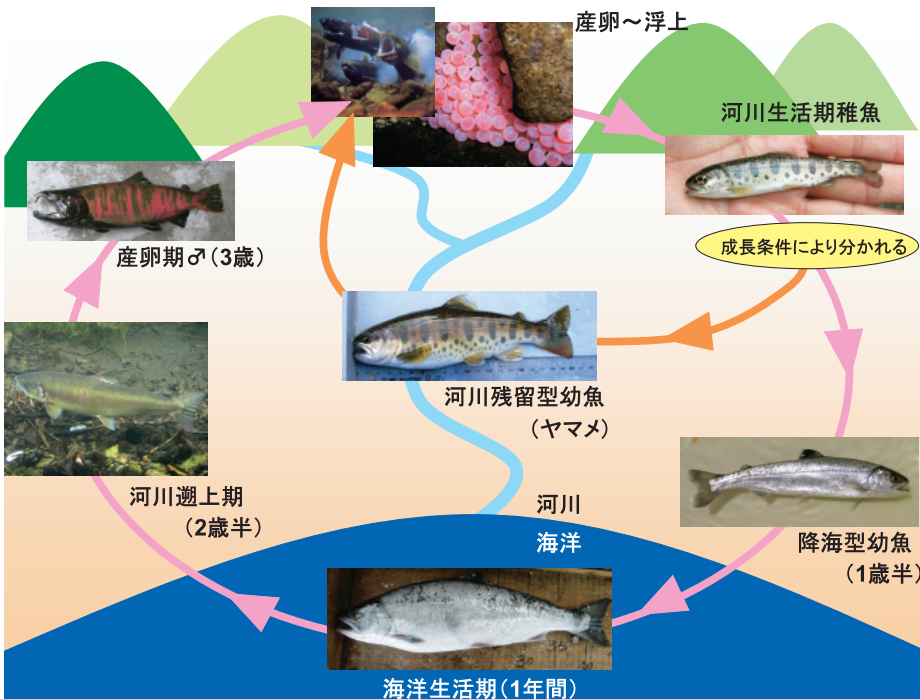 産卵～浮上
河川生活期稚魚
成長条件により分かれる
産卵期♂(3歳)
河川残留型幼魚
(ヤマメ)
河川遡上期
(2歳半)
河川
海洋
降海型幼魚
(1歳半)
海洋生活期(1年間)